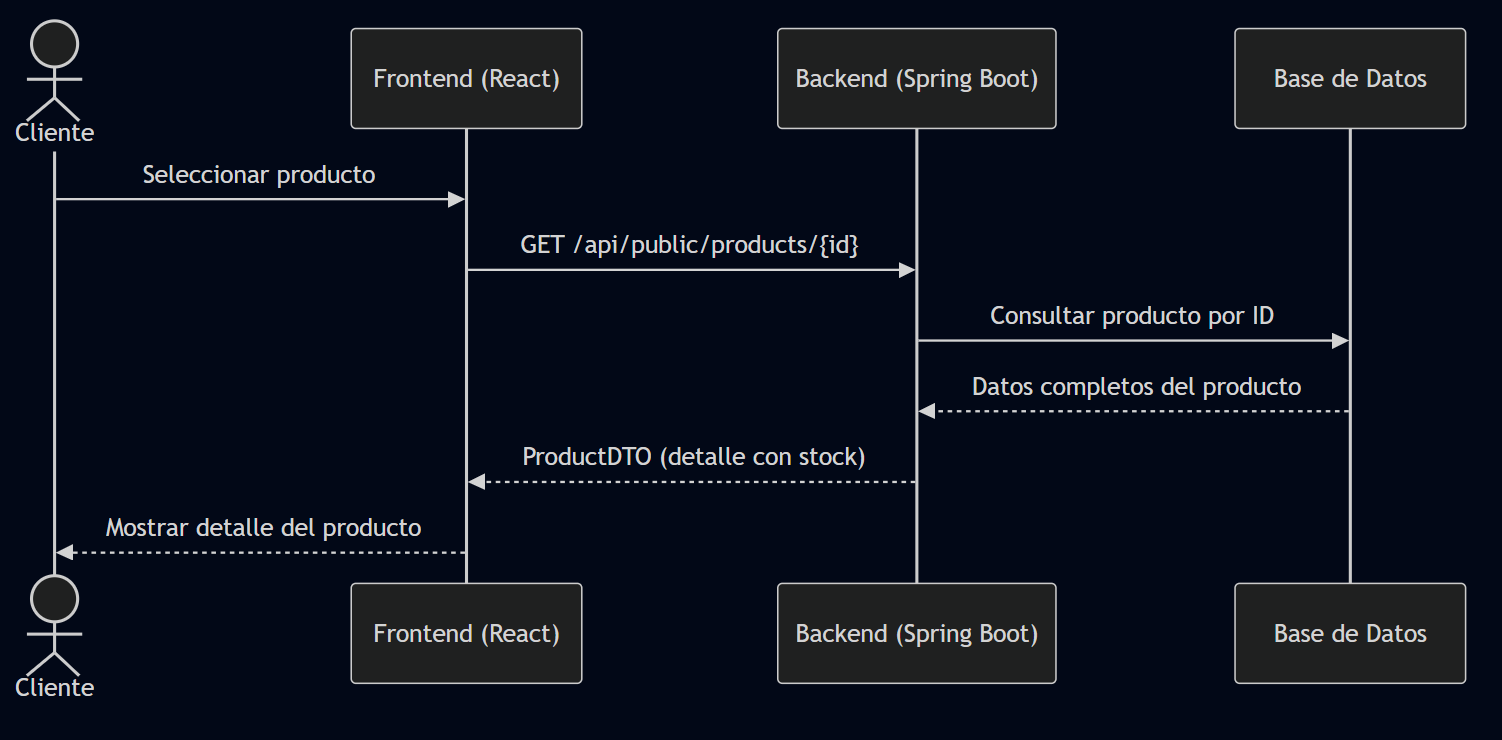 Cliente
Frontend (React)
Backend (Spring Boot)
Base de Datos
Seleccionar producto
GET /api/public/products/{id}
Consultar producto por ID
Datos completos del producto
ProductDTO (detalle con stock)
Mostrar detalle del producto
Cliente
Frontend (React)
Backend (Spring Boot)
Base de Datos